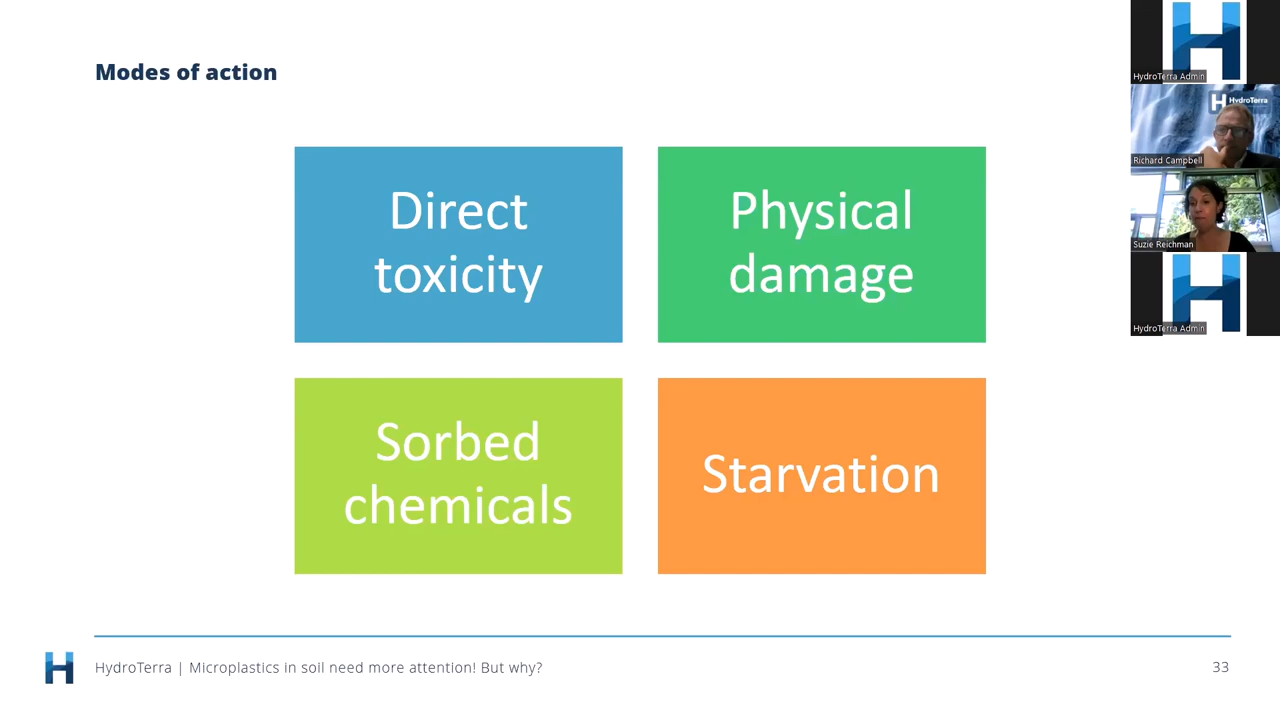 Modes of action
Direct
toxicity
Physical
damage
Sorbed
chemicals
Starvation
HydroTerra | Microplastics in soil need more attention! But why?
33
HydroTerra Admin
HydroTerra
Richard Campbell
Suzie Reichman
HydroTerra Admin